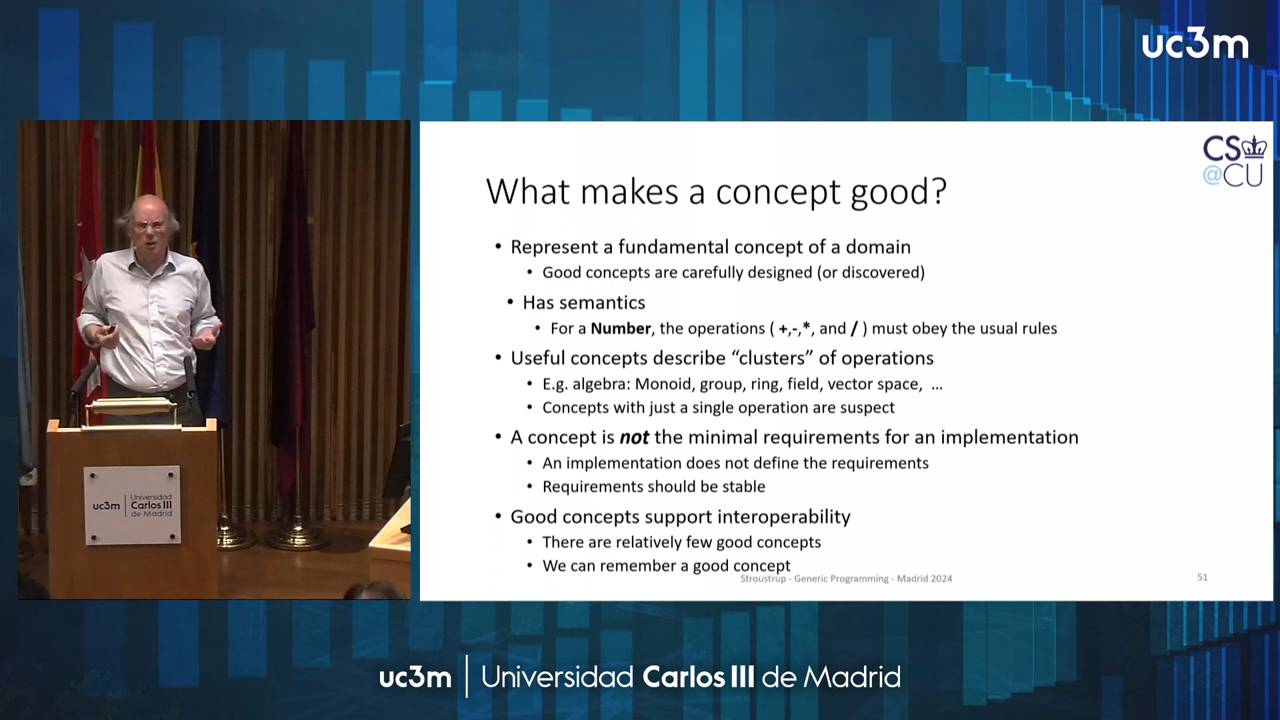 uc3m
CS
@CU
What makes a concept good?
• Represent a fundamental concept of a domain
• Good concepts are carefully designed (or discovered)
• Has semantics
• For a Number, the operations ( +,-,*, and / ) must obey the usual rules
• Useful concepts describe “clusters” of operations
• E.g. algebra: Monoid, group, ring, field, vector space, …
• Concepts with just a single operation are suspect
• A concept is not the minimal requirements for an implementation
• An implementation does not define the requirements
• Requirements should be stable
• Good concepts support interoperability
• There are relatively few good concepts
• We can remember a good concept
Stroustrup - Generic Programming - Madrid 2024
51
uc3m
Universidad
Carlos III
de Madrid
uc3m | Universidad Carlos III de Madrid